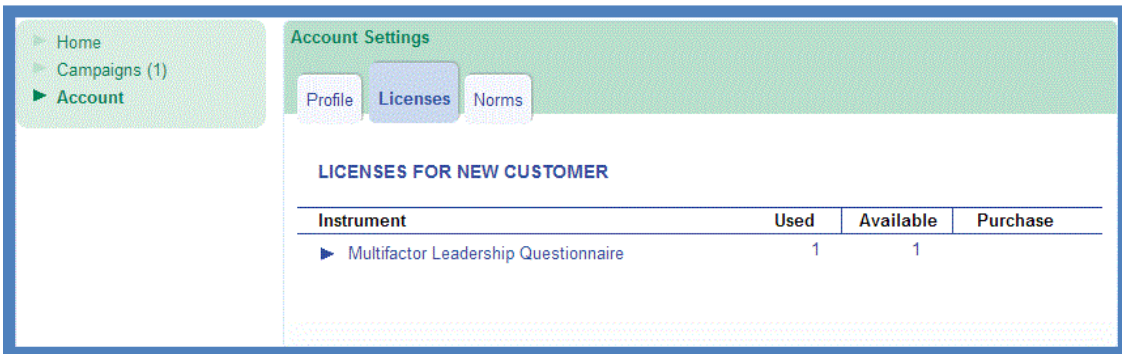 Home
Campaigns (1)
Account
Account Settings
Profile Licenses Norms
LICENSES FOR NEW CUSTOMER
Instrument Used Available Purchase
Multifactor Leadership Questionnaire 1 1